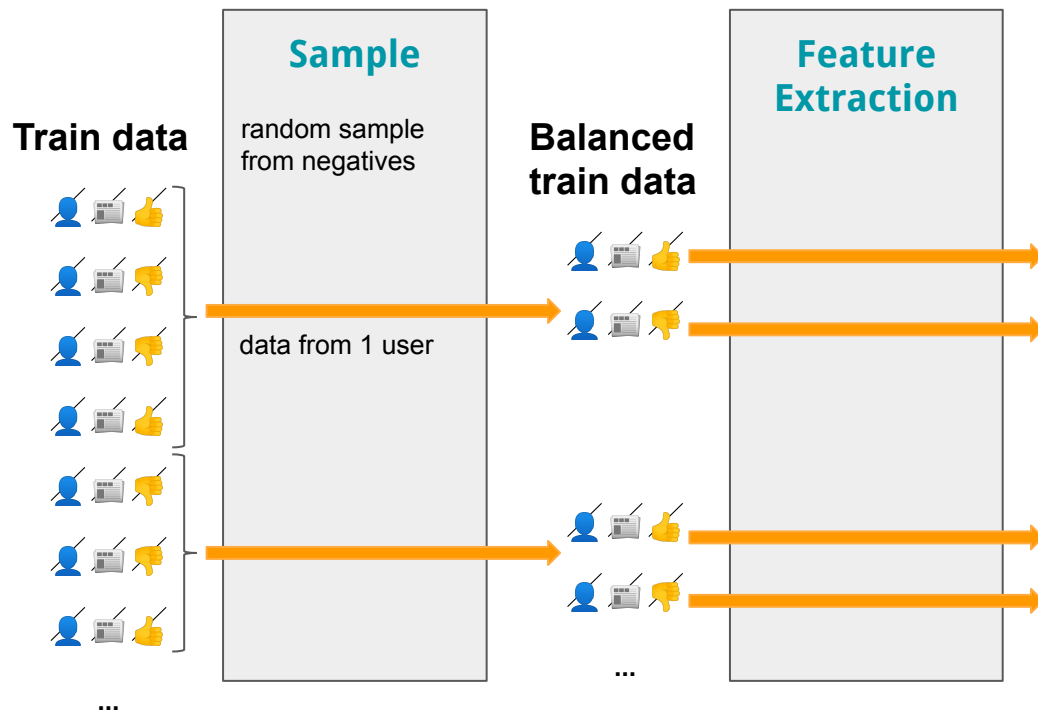 Train data
...
Sample
random sample
from negatives
data from 1 user
Balanced
train data
...
Feature
Extraction